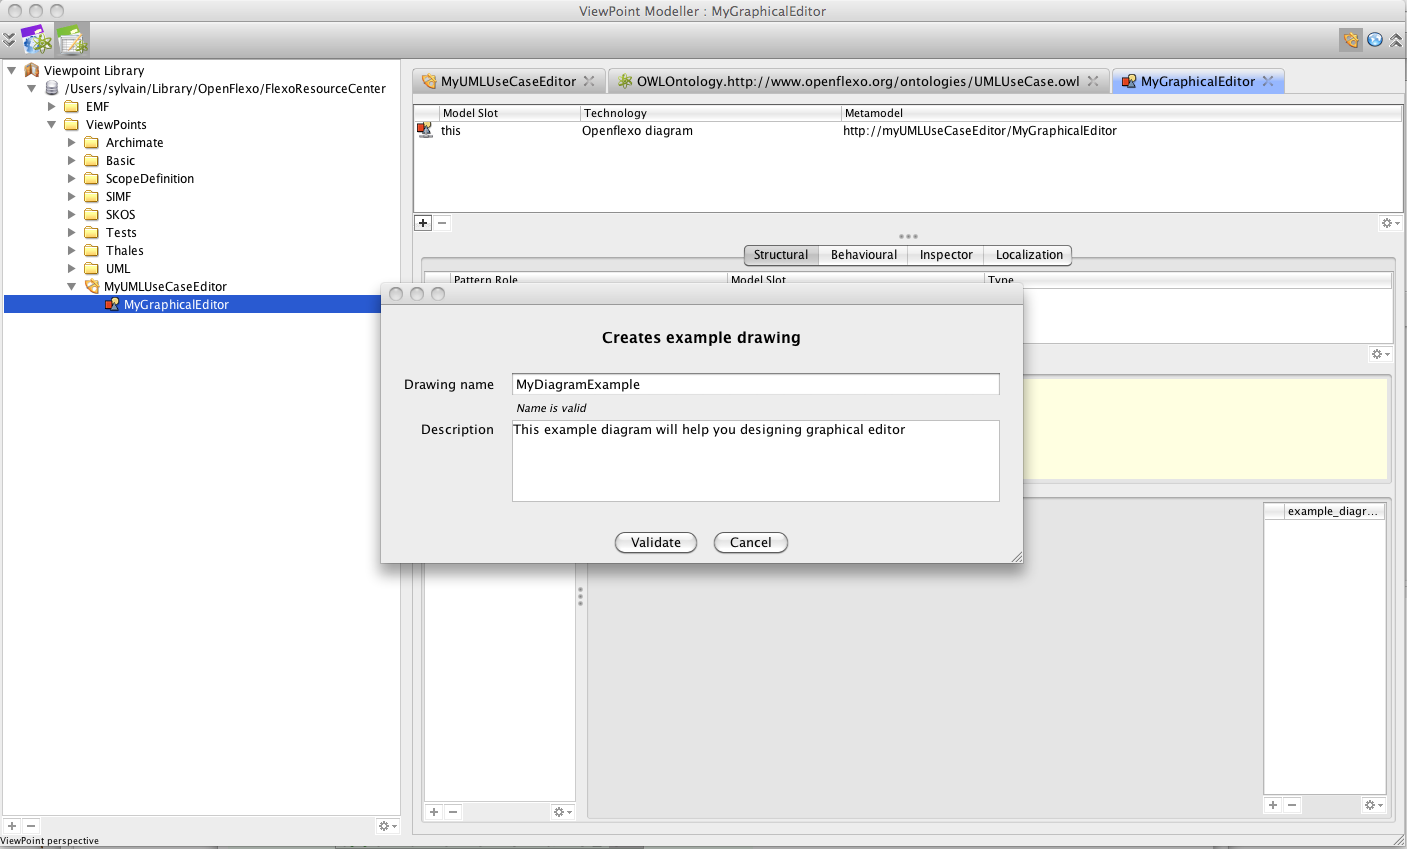 ViewPoint Modeller : MyGraphicalEditor
Viewpoint Library
/Users/sylvain/Library/OpenFlexo/FlexoResourceCenter
EMF
ViewPoints
Archimate
Basic
ScopeDefinition
SIMF
SKOS
Tests
Thales
UML
MyUMLUseCaseEditor
MyGraphicalEditor
ViewPoint perspective
MyUMLUseCaseEditor
OWLOntology.http://www.openflexo.org/ontologies/UMLUseCase.owl
MyGraphicalEditor
Model Slot Technology Metamodel
this Openflexo diagram http://myUMLUseCaseEditor/MyGraphicalEditor
Structural Behavioural Inspector Localization
Pattern Role Model Slot Type
Creates example drawing
Drawing name MyDiagramExample
Name is valid
Description This example diagram will help you designing graphical editor
Validate Cancel
example_diagr...